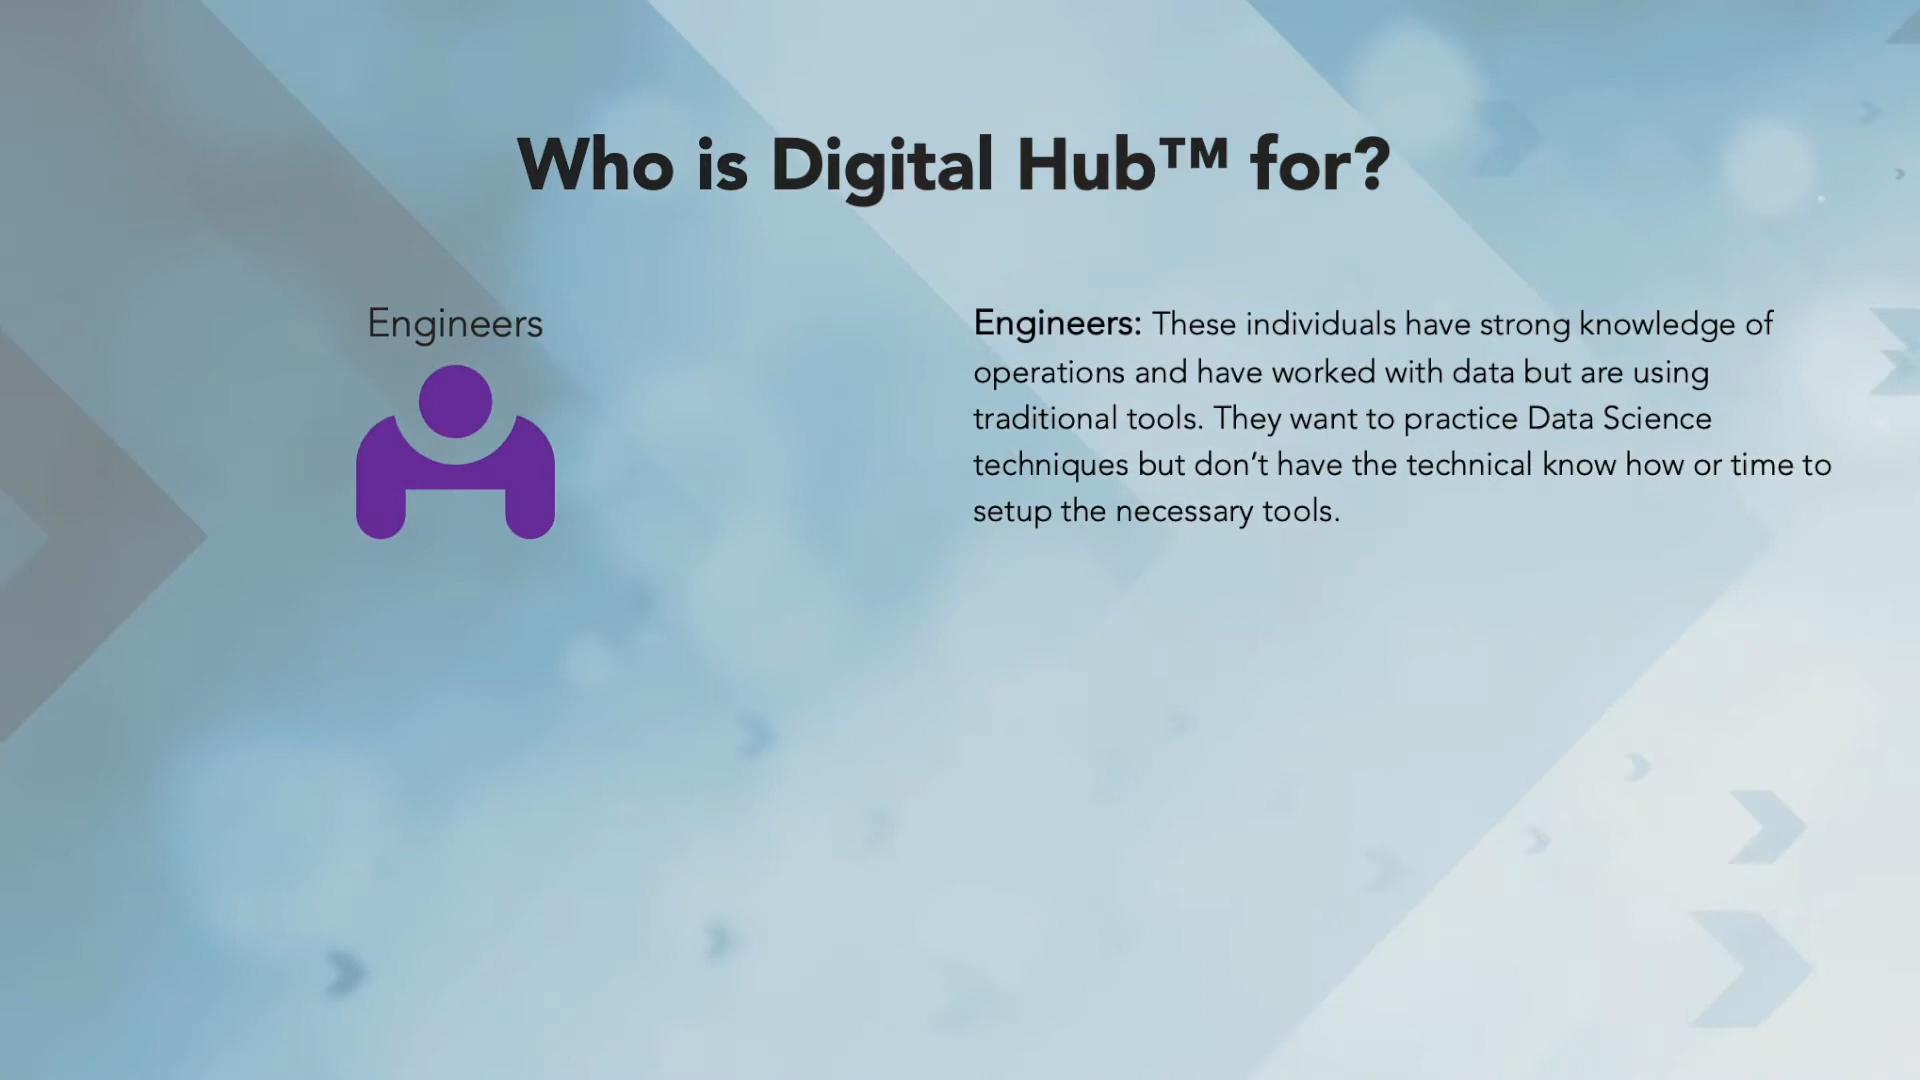 Who is Digital Hub™ for?
Engineers
Engineers: These individuals have strong knowledge of
operations and have worked with data but are using
traditional tools. They want to practice Data Science
techniques but don’t have the technical know how or time to
setup the necessary tools.